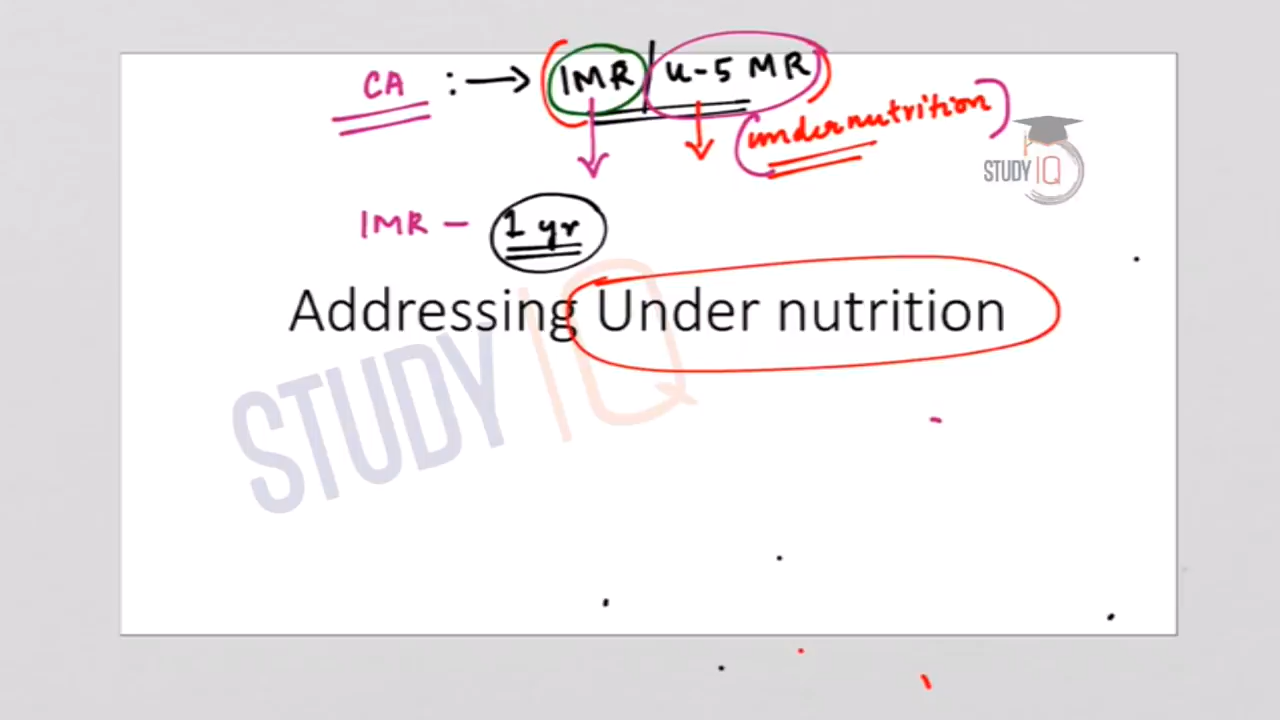 CA :→ IMR | U-5 MR
(undernutrition)
STUDY IQ
IMR - 1 yr
Addressing Under nutrition
STUDY IQ